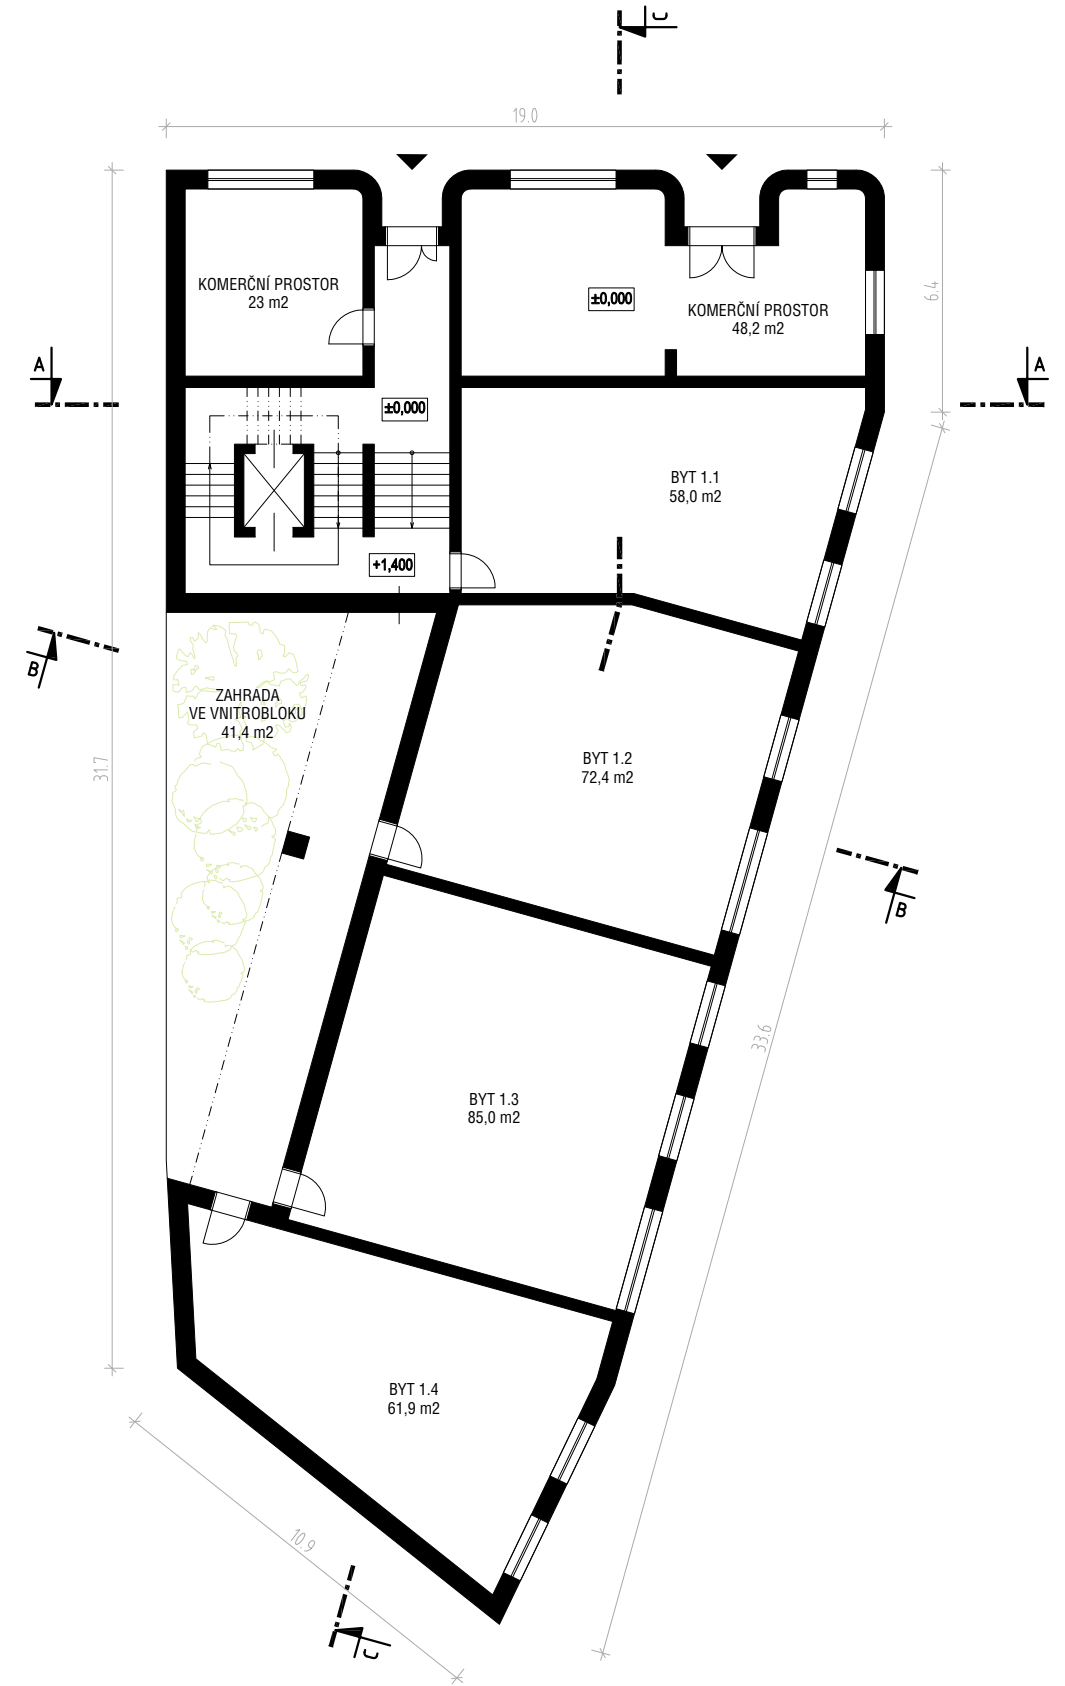 C
19.0
KOMERČNÍ PROSTOR
23 m2
±0,000
KOMERČNÍ PROSTOR
48,2 m2
6.4
A
A
±0,000
BYT 1.1
58,0 m2
+1,400
B
ZAHRADA
VE VNITROBLOKU
41,4 m2
31.7
BYT 1.2
72,4 m2
B
33.6
BYT 1.3
85,0 m2
BYT 1.4
61,9 m2
10.9
C